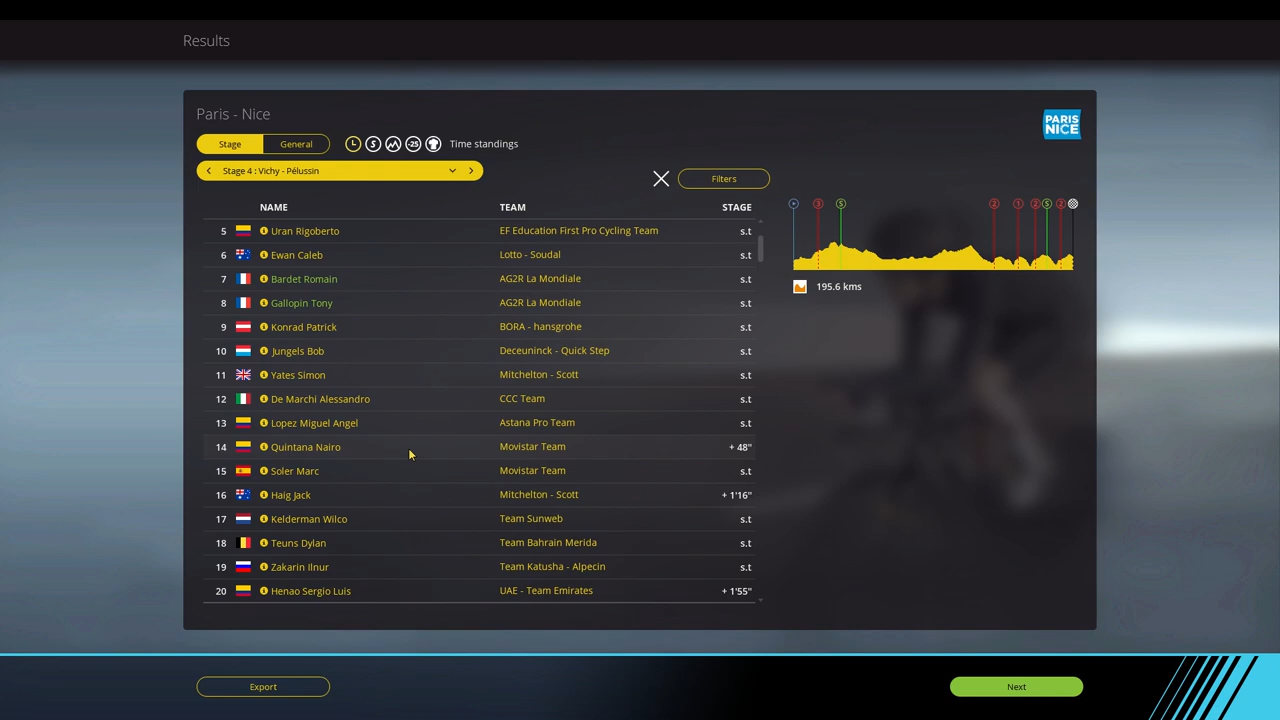 Results
Paris - Nice
PARIS
NICE
Stage General S -25 Time standings
Stage 4 : Vichy - Pélussin
Filters
NAME TEAM STAGE
5 Uran Rigoberto EF Education First Pro Cycling Team s.t
6 Ewan Caleb Lotto - Soudal s.t
7 Bardet Romain AG2R La Mondiale s.t
8 Gallopin Tony AG2R La Mondiale s.t
9 Konrad Patrick BORA - hansgrohe s.t
10 Jungels Bob Deceuninck - Quick Step s.t
11 Yates Simon Mitchelton - Scott s.t
12 De Marchi Alessandro CCC Team s.t
13 Lopez Miguel Angel Astana Pro Team s.t
14 Quintana Nairo Movistar Team + 48"
15 Soler Marc Movistar Team s.t
16 Haig Jack Mitchelton - Scott + 1'16"
17 Kelderman Wilco Team Sunweb s.t
18 Teuns Dylan Team Bahrain Merida s.t
19 Zakarin Ilnur Team Katusha - Alpecin s.t
20 Henao Sergio Luis UAE - Team Emirates + 1'55"
3 S 2 1 2 S 2
195.6 kms
Export
Next